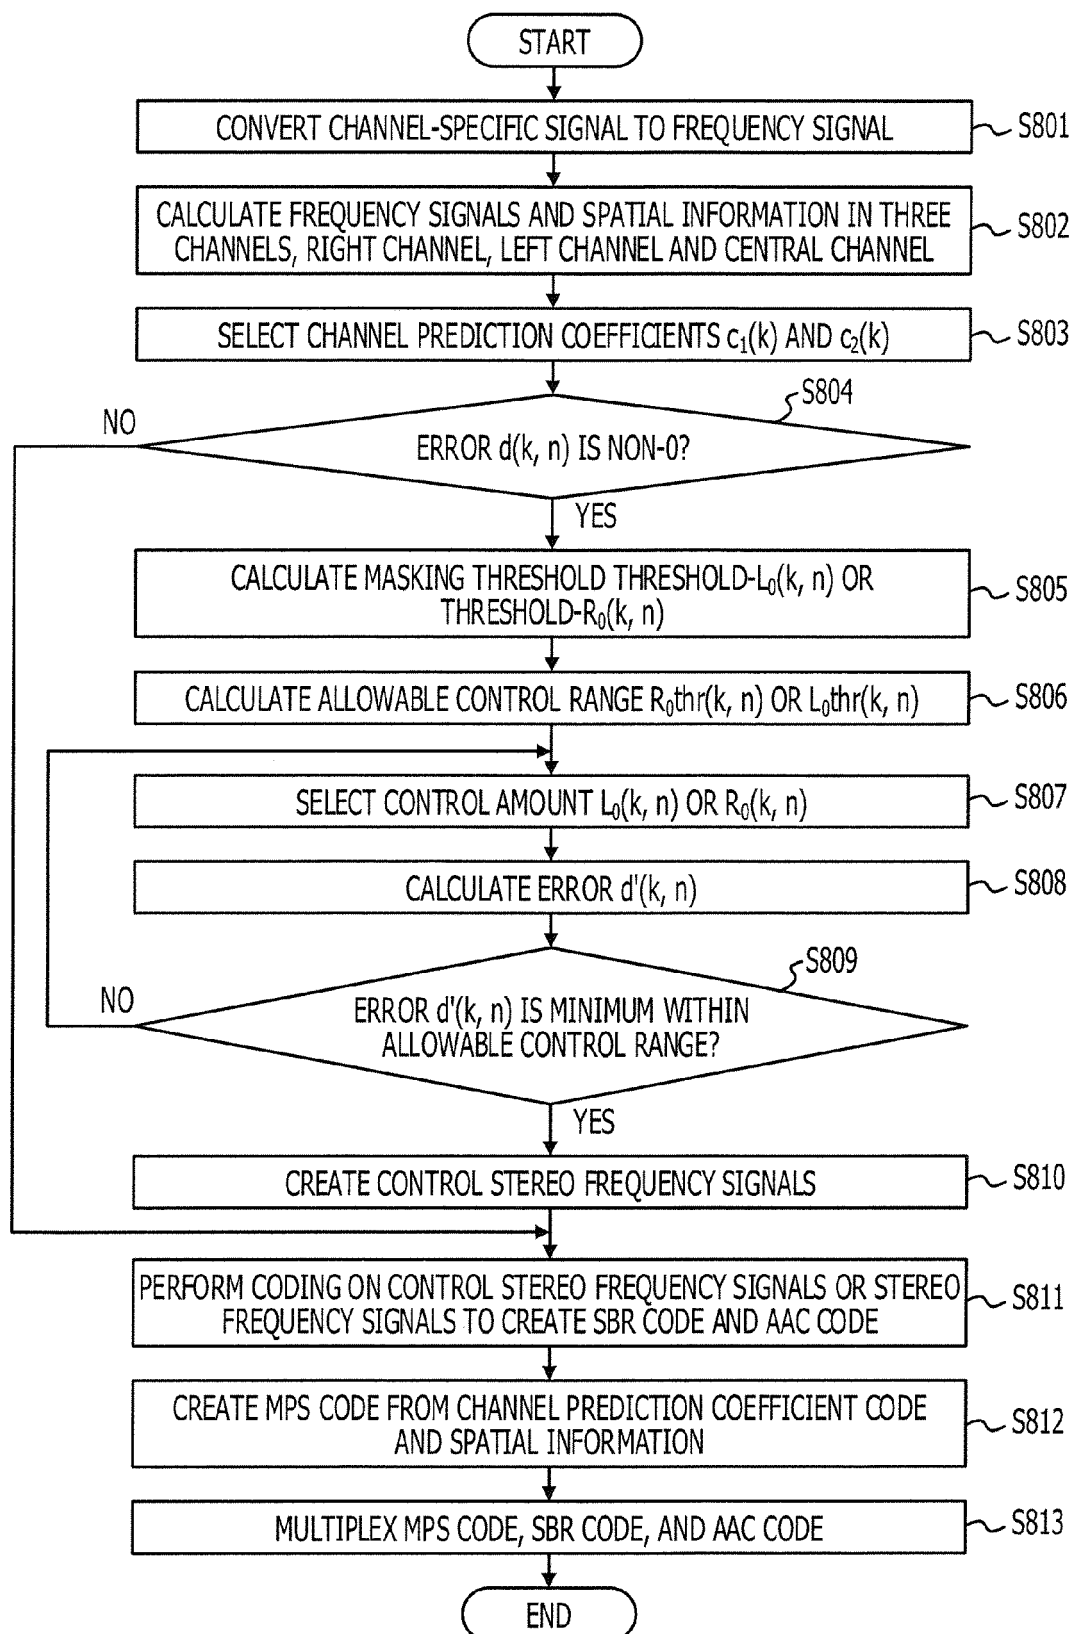 START
CONVERT CHANNEL-SPECIFIC SIGNAL TO FREQUENCY SIGNAL
S801
CALCULATE FREQUENCY SIGNALS AND SPATIAL INFORMATION IN THREE
CHANNELS, RIGHT CHANNEL, LEFT CHANNEL AND CENTRAL CHANNEL
S802
SELECT CHANNEL PREDICTION COEFFICIENTS c₁(k) AND c₂(k)
S803
S804
NO
ERROR d(k, n) IS NON-0?
YES
CALCULATE MASKING THRESHOLD THRESHOLD-L₀(k, n) OR
THRESHOLD-R₀(k, n)
S805
CALCULATE ALLOWABLE CONTROL RANGE R₀thr(k, n) OR L₀thr(k, n)
S806
SELECT CONTROL AMOUNT L₀(k, n) OR R₀(k, n)
S807
CALCULATE ERROR d'(k, n)
S808
S809
NO
ERROR d'(k, n) IS MINIMUM WITHIN
ALLOWABLE CONTROL RANGE?
YES
CREATE CONTROL STEREO FREQUENCY SIGNALS
S810
PERFORM CODING ON CONTROL STEREO FREQUENCY SIGNALS OR STEREO
FREQUENCY SIGNALS TO CREATE SBR CODE AND AAC CODE
S811
CREATE MPS CODE FROM CHANNEL PREDICTION COEFFICIENT CODE
AND SPATIAL INFORMATION
S812
MULTIPLEX MPS CODE, SBR CODE, AND AAC CODE
S813
END